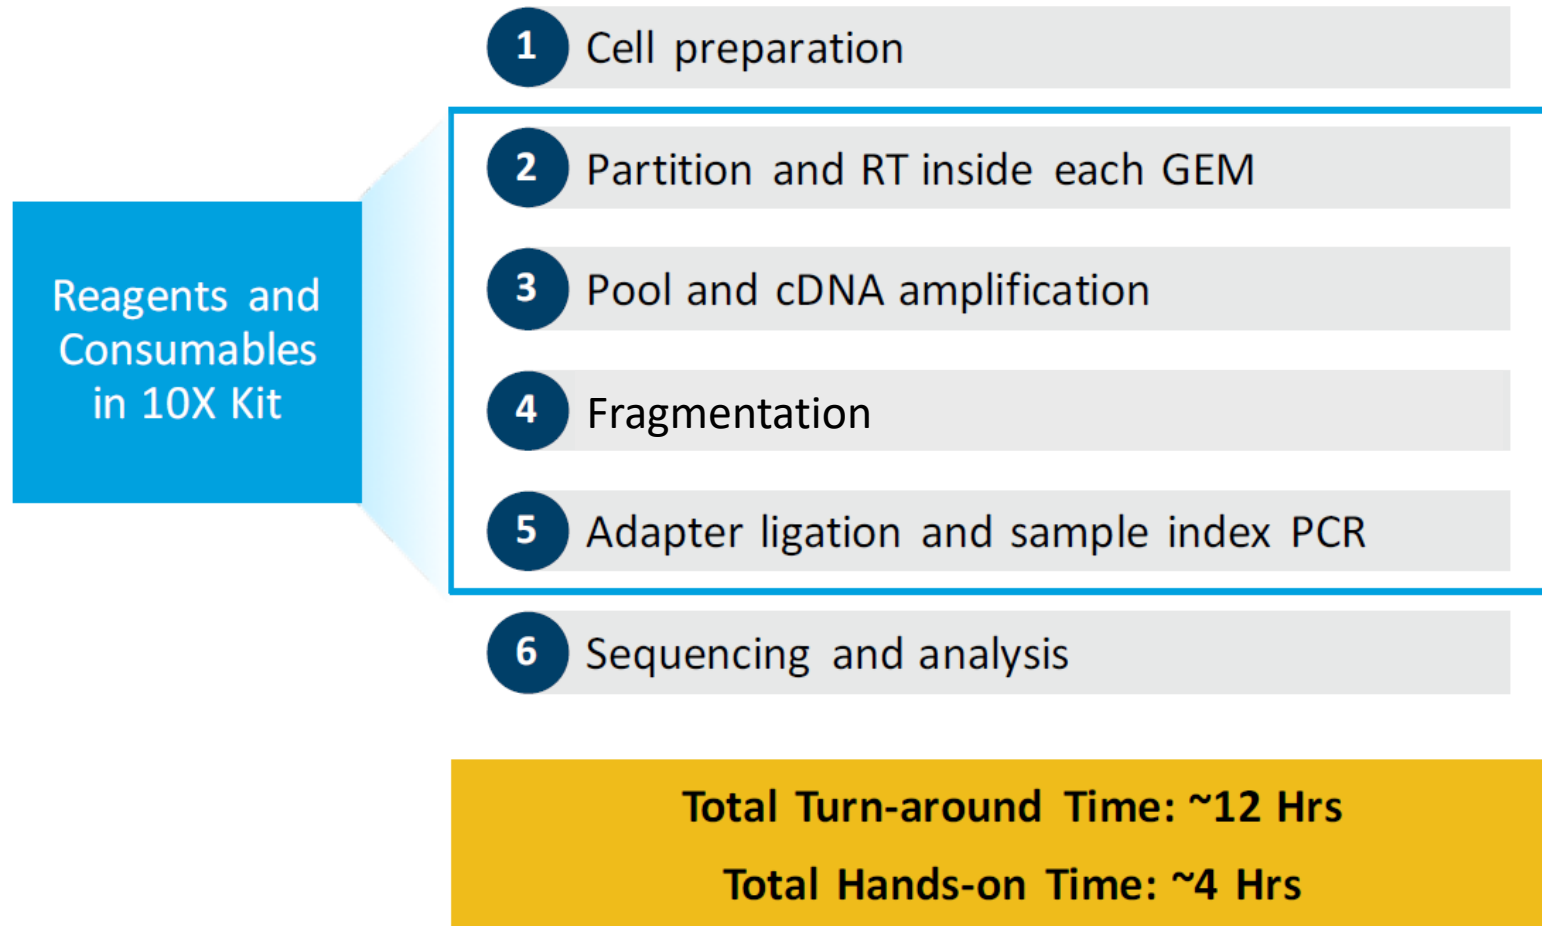 1 Cell preparation
2 Partition and RT inside each GEM
3 Pool and cDNA amplification
Reagents and
Consumables
in 10X Kit
4 Fragmentation
5 Adapter ligation and sample index PCR
6 Sequencing and analysis
Total Turn-around Time: ~12 Hrs
Total Hands-on Time: ~4 Hrs